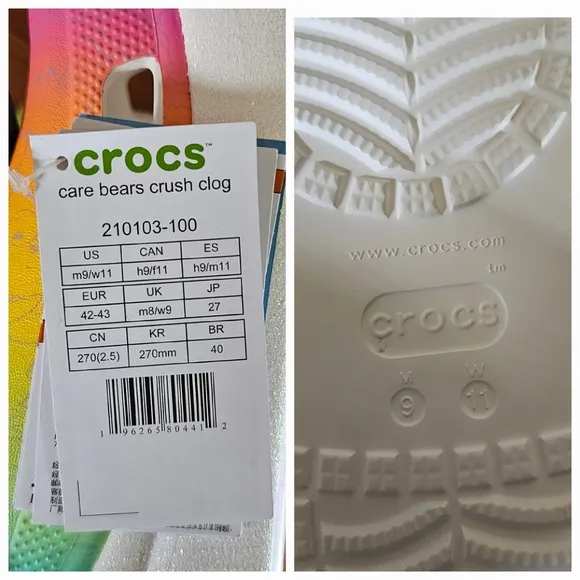 crocs™
care bears crush clog
210103-100
US CAN ES
m9/w11 h9/f11 h9/m11
EUR UK JP
42-43 m8/w9 27
CN KR BR
270(2.5) 270mm 40
1 96265 80441 2
www.crocs.com
tm
crocs
M W
9 11